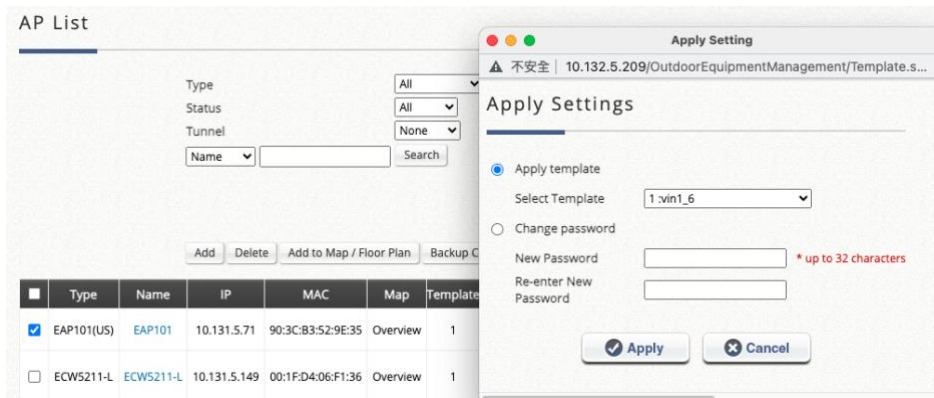 AP List
Type All
Status All
Tunnel None
Name Search
Add Delete Add to Map / Floor Plan Backup C
Type Name IP MAC Map Template
EAP101(US) EAP101 10.131.5.71 90:3C:B3:52:9E:35 Overview 1
ECW5211-L ECW5211-L 10.131.5.149 00:1F:D4:06:F1:36 Overview 1
Apply Setting
不安全 | 10.132.5.209/OutdoorEquipmentManagement/Template.s...
Apply Settings
Apply template
Select Template 1 :vin1_6
Change password
New Password * up to 32 characters
Re-enter New
Password
Apply Cancel